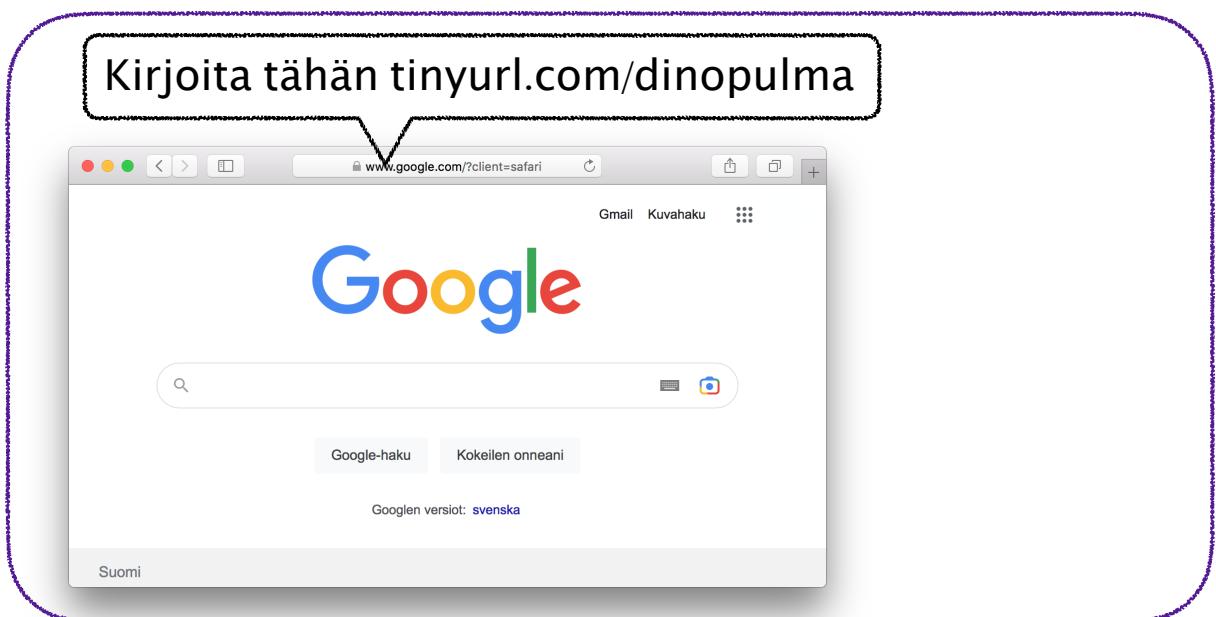 Kirjoita tähän tinyurl.com/dinopulma
www.google.com/?client=safari
Gmail Kuvahaku
Google
Google-haku Kokeilen onneani
Googlen versiot: svenska
Suomi